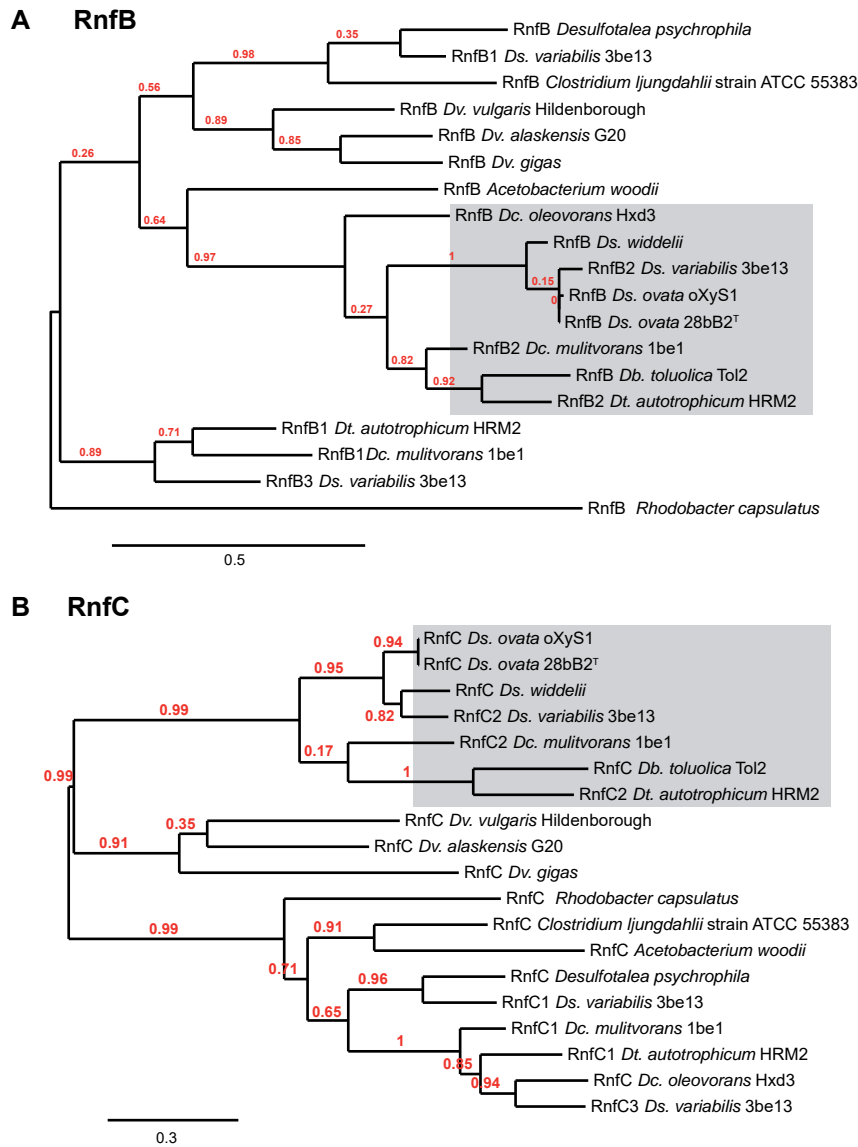 A RnfB
RnfB Desulfotalea psychrophila
0.35
RnfB1 Ds. variabilis 3be13
0.98
RnfB Clostridium ljungdahlii strain ATCC 55383
0.56
RnfB Dv. vulgaris Hildenborough
0.89
RnfB Dv. alaskensis G20
0.85
RnfB Dv. gigas
0.26
RnfB Acetobacterium woodii
0.64
RnfB Dc. oleovorans Hxd3
0.97
RnfB Ds. widdelii
1
RnfB2 Ds. variabilis 3be13
0.15
RnfB Ds. ovata oXyS1
0
RnfB Ds. ovata 28bB2ᵀ
0.27
RnfB2 Dc. mulitvorans 1be1
0.82
RnfB Db. toluolica Tol2
0.92
RnfB2 Dt. autotrophicum HRM2
RnfB1 Dt. autotrophicum HRM2
0.71
RnfB1Dc. mulitvorans 1be1
0.89
RnfB3 Ds. variabilis 3be13
RnfB Rhodobacter capsulatus
0.5
B RnfC
RnfC Ds. ovata oXyS1
0.94
RnfC Ds. ovata 28bB2ᵀ
0.95
RnfC Ds. widdelii
0.82
RnfC2 Ds. variabilis 3be13
0.99
RnfC2 Dc. mulitvorans 1be1
0.17
RnfC Db. toluolica Tol2
1
RnfC2 Dt. autotrophicum HRM2
0.99
RnfC Dv. vulgaris Hildenborough
0.35
RnfC Dv. alaskensis G20
0.91
RnfC Dv. gigas
RnfC Rhodobacter capsulatus
0.99
RnfC Clostridium ljungdahlii strain ATCC 55383
0.91
RnfC Acetobacterium woodii
0.71
RnfC Desulfotalea psychrophila
0.96
RnfC1 Ds. variabilis 3be13
0.65
RnfC1 Dc. mulitvorans 1be1
1
RnfC1 Dt. autotrophicum HRM2
0.85
RnfC Dc. oleovorans Hxd3
0.94
RnfC3 Ds. variabilis 3be13
0.3